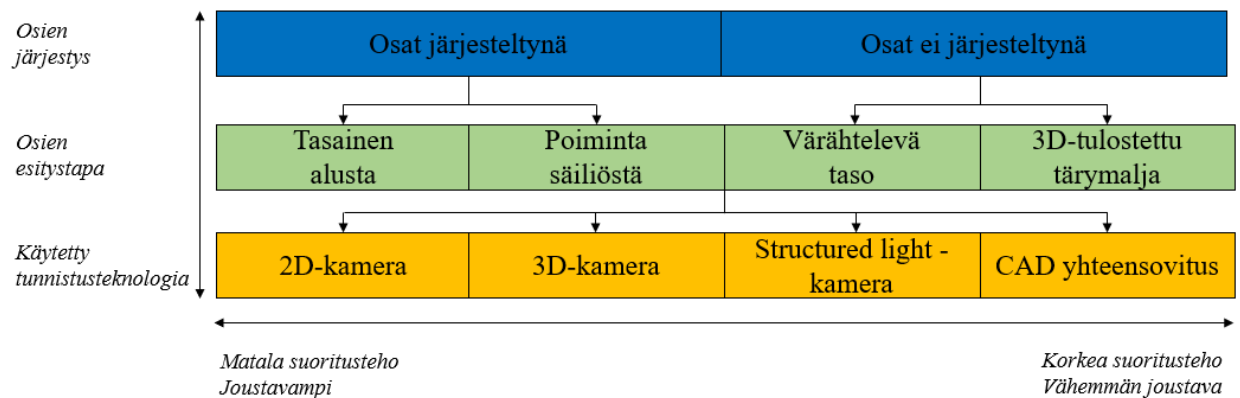 Osien
järjestys
Osat järjesteltynä
Osat ei järjesteltynä
Osien
esitystapa
Tasainen
alusta
Poiminta
säiliöstä
Värähtelevä
taso
3D-tulostettu
tärymalja
Käytetty
tunnistusteknologia
2D-kamera
3D-kamera
Structured light -
kamera
CAD yhteensovitus
Matala suoritusteho
Joustavampi
Korkea suoritusteho
Vähemmän joustava